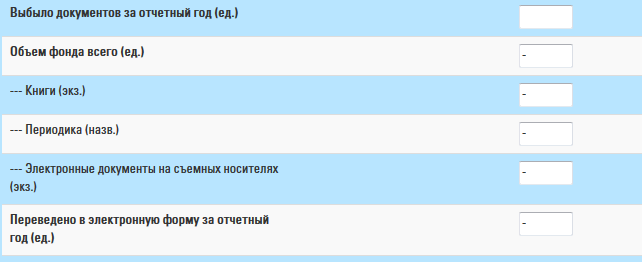 Выбыло документов за отчетный год (ед.)
Объем фонда всего (ед.)
-
--- Книги (экз.)
-
--- Периодика (назв.)
-
--- Электронные документы на съемных носителях
(экз.)
-
Переведено в электронную форму за отчетный
год (ед.)
-